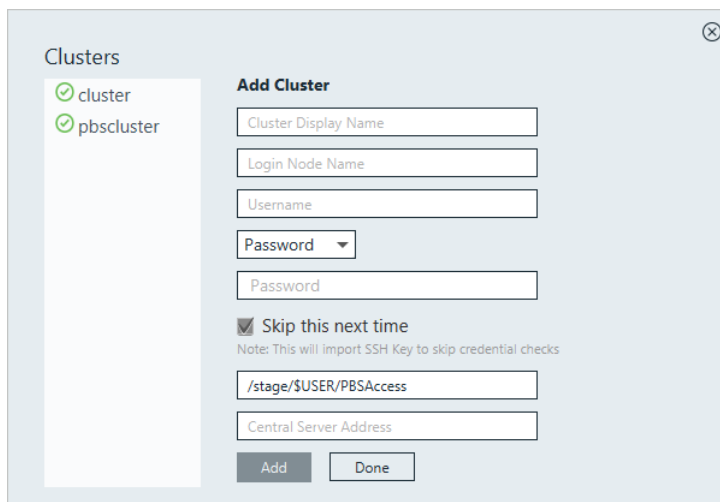 Clusters
cluster
pbscluster
Add Cluster
Cluster Display Name
Login Node Name
Username
Password
Password
Skip this next time
Note: This will import SSH Key to skip credential checks
/stage/$USER/PBSAccess
Central Server Address
Add
Done